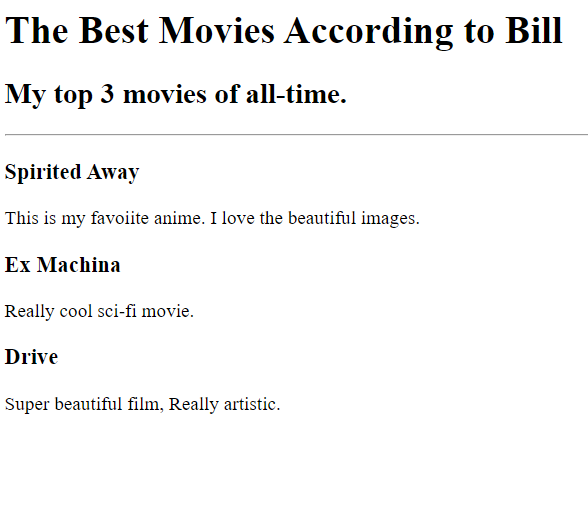 The Best Movies According to Bill
My top 3 movies of all-time.
Spirited Away
This is my favoiite anime. I love the beautiful images.
Ex Machina
Really cool sci-fi movie.
Drive
Super beautiful film, Really artistic.